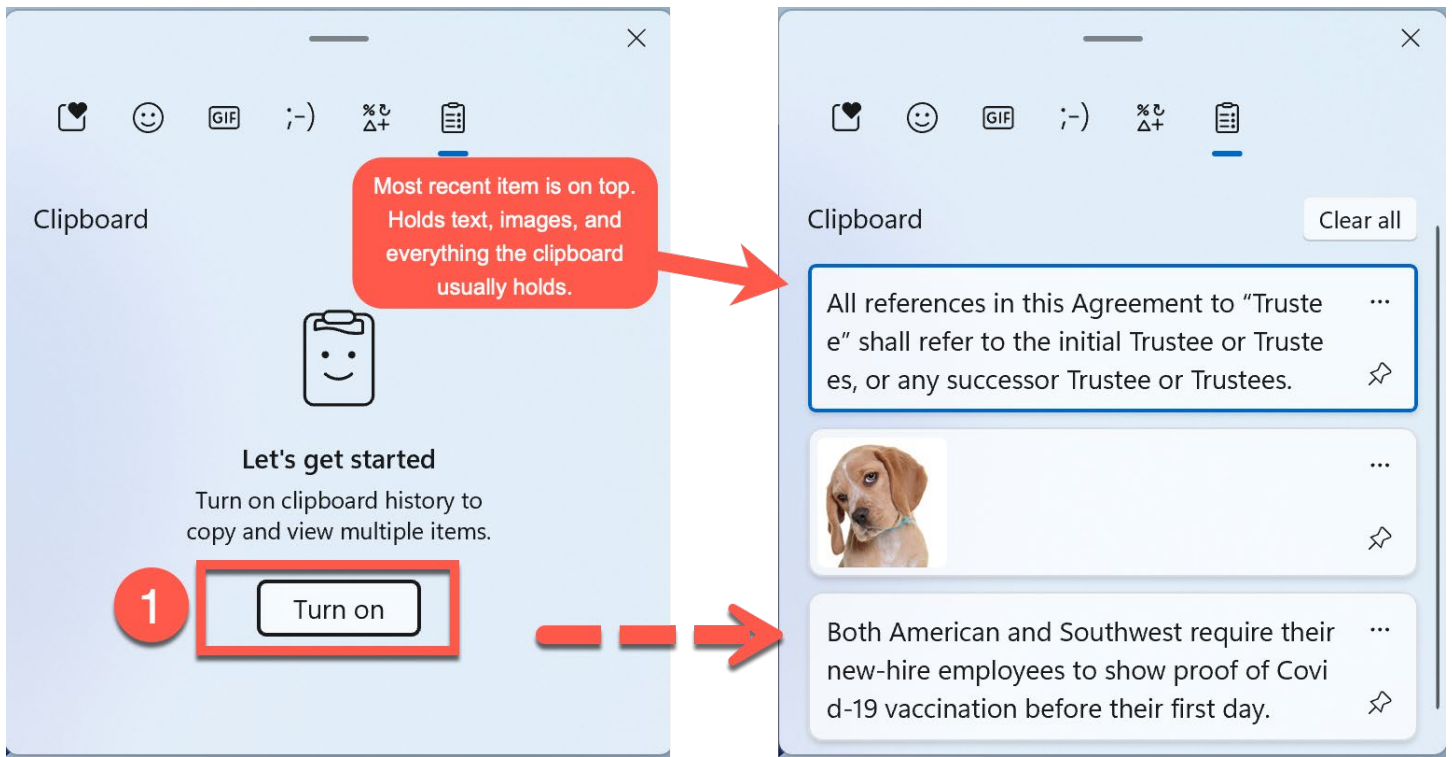 GIF
;-)
Clipboard
Most recent item is on top.
Holds text, images, and
everything the clipboard
usually holds.
Let's get started
Turn on clipboard history to
copy and view multiple items.
1
Turn on
GIF
;-)
Clipboard
Clear all
All references in this Agreement to “Truste
e” shall refer to the initial Trustee or Truste
es, or any successor Trustee or Trustees.
Both American and Southwest require their
new-hire employees to show proof of Covi
d-19 vaccination before their first day.